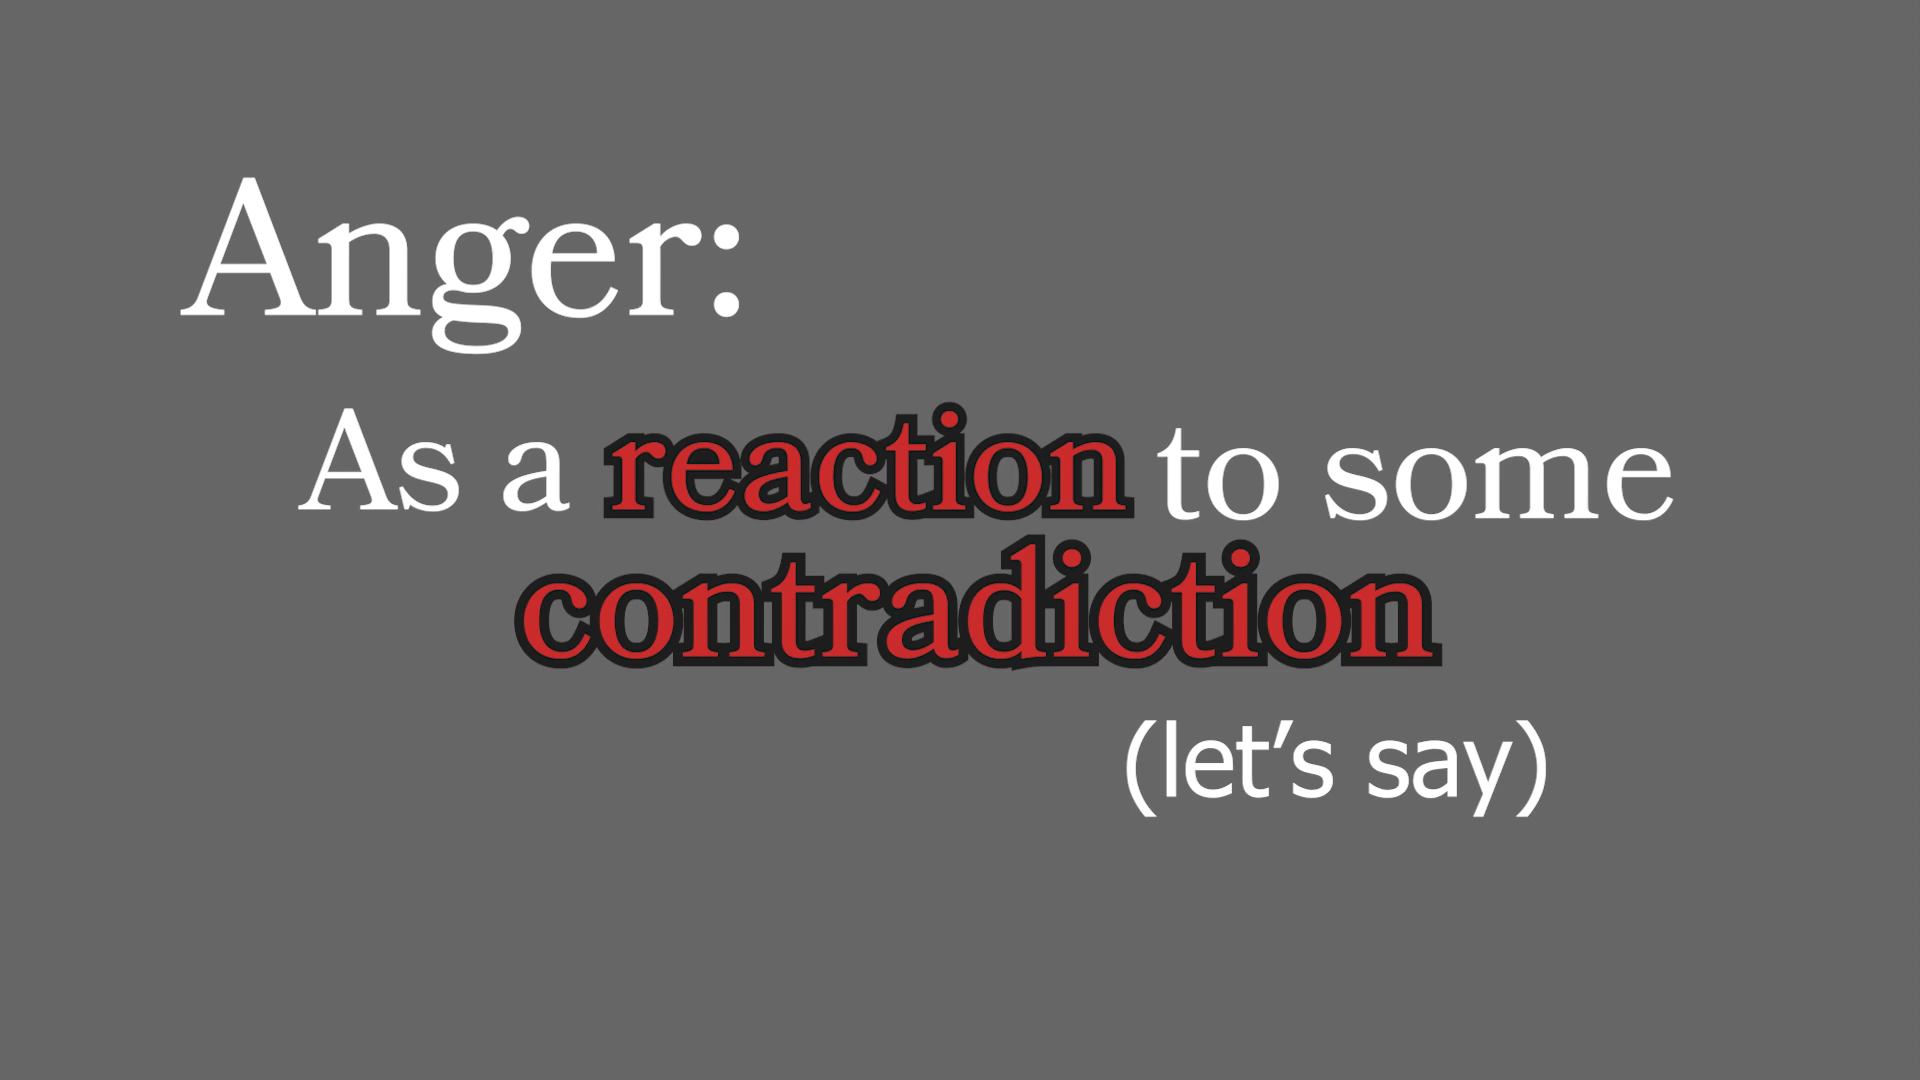 Anger:
As a reaction to some
contradiction
(let’s say)